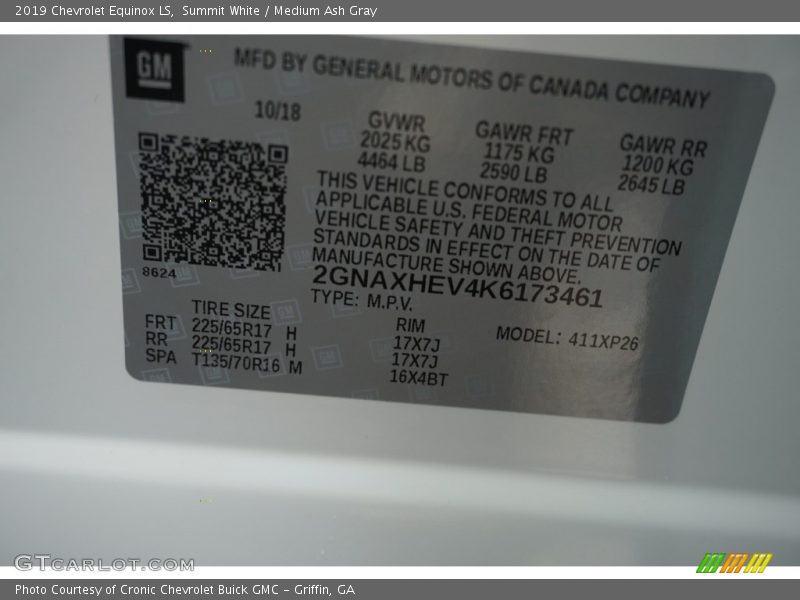 2019 Chevrolet Equinox LS, Summit White / Medium Ash Gray
GM
MFD BY GENERAL MOTORS OF CANADA COMPANY
10/18
GVWR
2025 KG
4464 LB
GAWR FRT
1175 KG
2590 LB
GAWR RR
1200 KG
2645 LB
THIS VEHICLE CONFORMS TO ALL
APPLICABLE U.S. FEDERAL MOTOR
VEHICLE SAFETY AND THEFT PREVENTION
STANDARDS IN EFFECT ON THE DATE OF
MANUFACTURE SHOWN ABOVE.
8624
2GNAXHEV4K6173461
TYPE: M.P.V.
TIRE SIZE RIM
FRT 225/65R17 H 17X7J
RR 225/65R17 H 17X7J
SPA T135/70R16 M 16X4BT
MODEL: 411XP26
GTCARLOT.COM
Photo Courtesy of Cronic Chevrolet Buick GMC - Griffin, GA